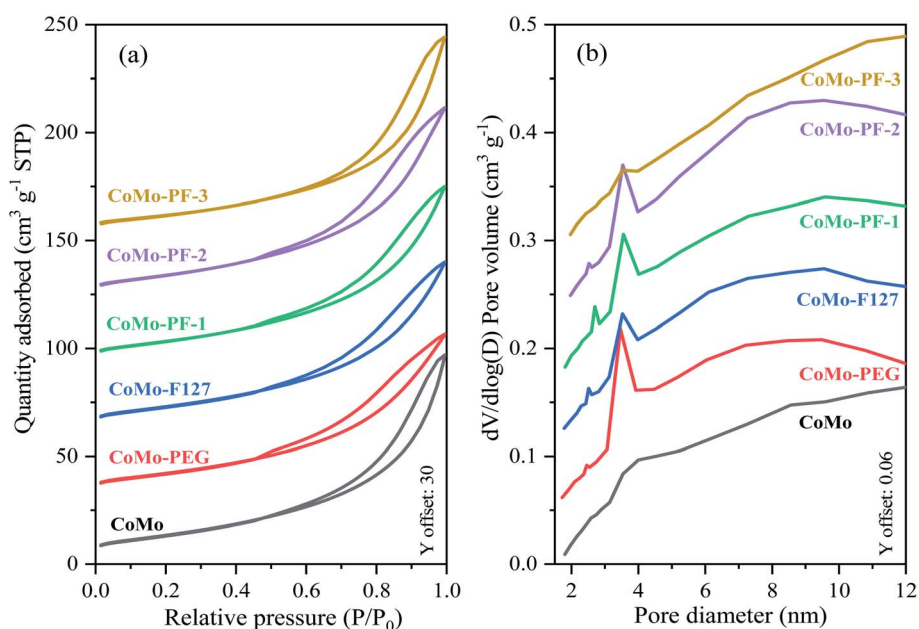 (a)
250
200
150
100
50
0
Quantity adsorbed (cm³ g⁻¹ STP)
CoMo-PF-3
CoMo-PF-2
CoMo-PF-1
CoMo-F127
CoMo-PEG
CoMo
Y offset: 30
0.0 0.2 0.4 0.6 0.8 1.0
Relative pressure (P/P₀)
(b)
0.5
0.4
0.3
0.2
0.1
0.0
dV/dlog(D) Pore volume (cm³ g⁻¹)
CoMo-PF-3
CoMo-PF-2
CoMo-PF-1
CoMo-F127
CoMo-PEG
CoMo
Y offset: 0.06
2 4 6 8 10 12
Pore diameter (nm)